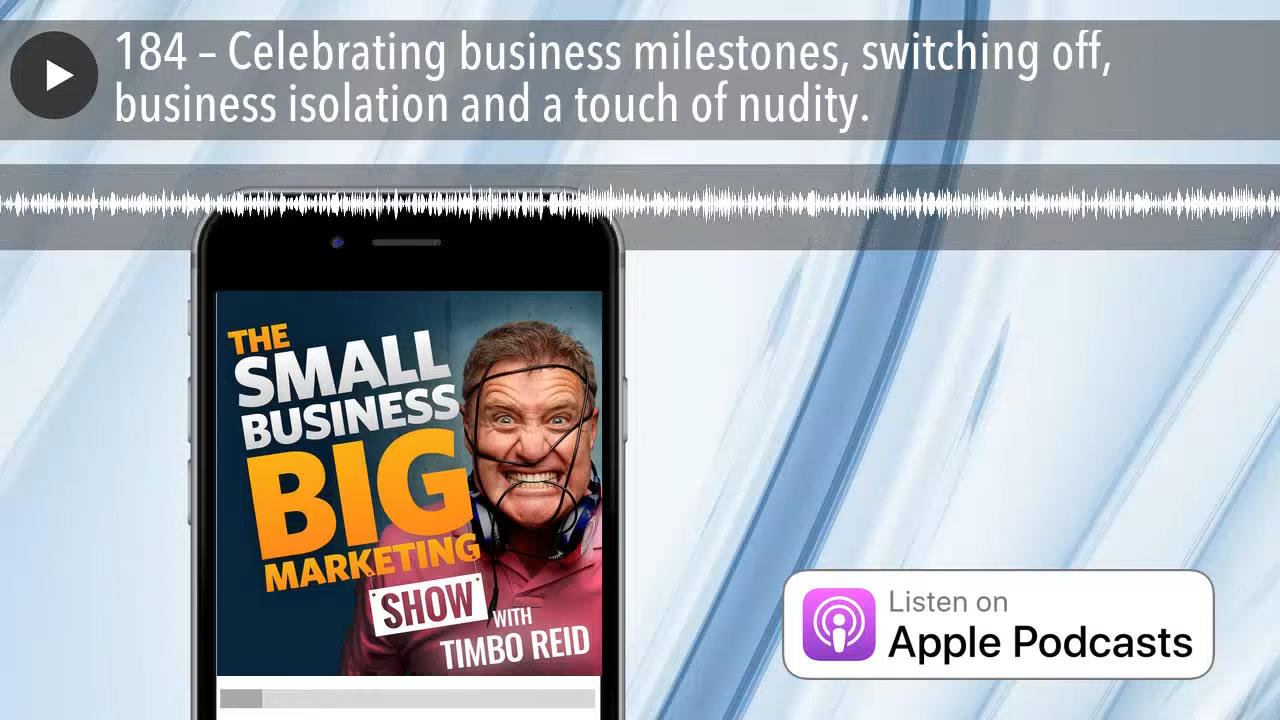 184 – Celebrating business milestones, switching off,
business isolation and a touch of nudity.
THE
SMALL
BUSINESS
BIG
MARKETING
SHOW
WITH
TIMBO REID
Listen on
Apple Podcasts